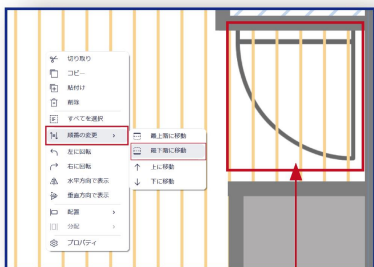 切り取り
コピー
貼付け
削除
すべてを選択
順番の変更
左に回転
右に回転
水平方向で表示
垂直方向で表示
配置
分配
プロパティ
最上階に移動
最下階に移動
上に移動
下に移動